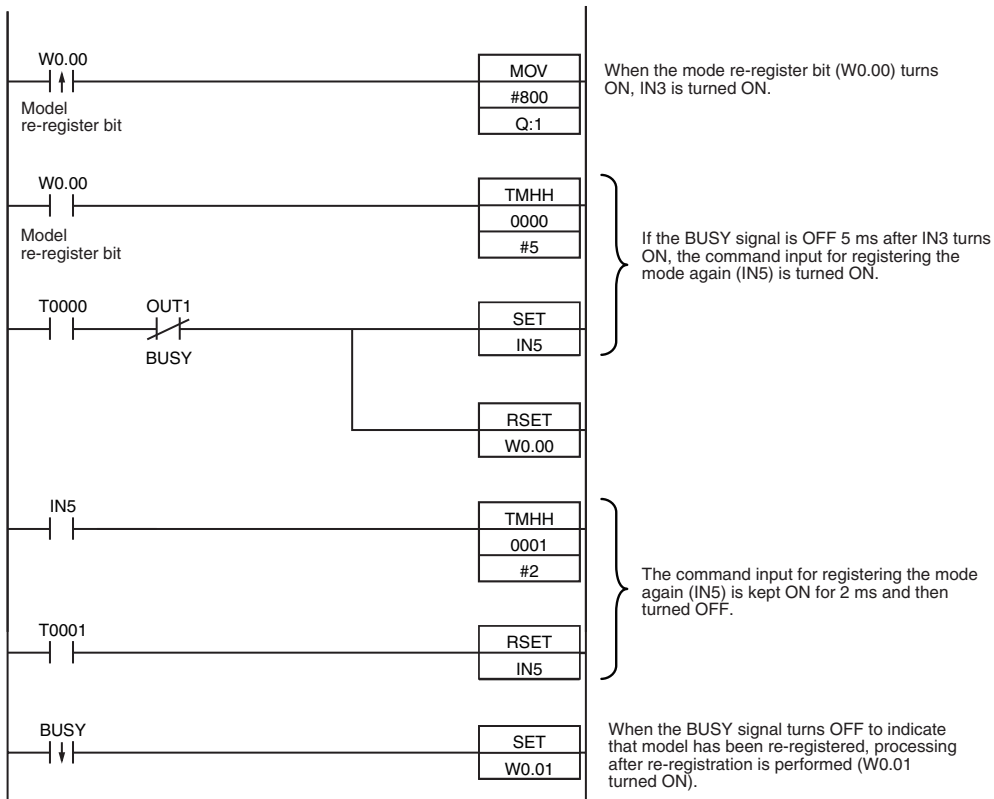 W0.00
Model
re-register bit
MOV
#800
Q:1
When the mode re-register bit (W0.00) turns
ON, IN3 is turned ON.
W0.00
Model
re-register bit
TMHH
0000
#5
If the BUSY signal is OFF 5 ms after IN3 turns
ON, the command input for registering the
mode again (IN5) is turned ON.
T0000
OUT1
BUSY
SET
IN5
RSET
W0.00
IN5
TMHH
0001
#2
The command input for registering the mode
again (IN5) is kept ON for 2 ms and then
turned OFF.
T0001
RSET
IN5
BUSY
SET
W0.01
When the BUSY signal turns OFF to indicate
that model has been re-registered, processing
after re-registration is performed (W0.01
turned ON).